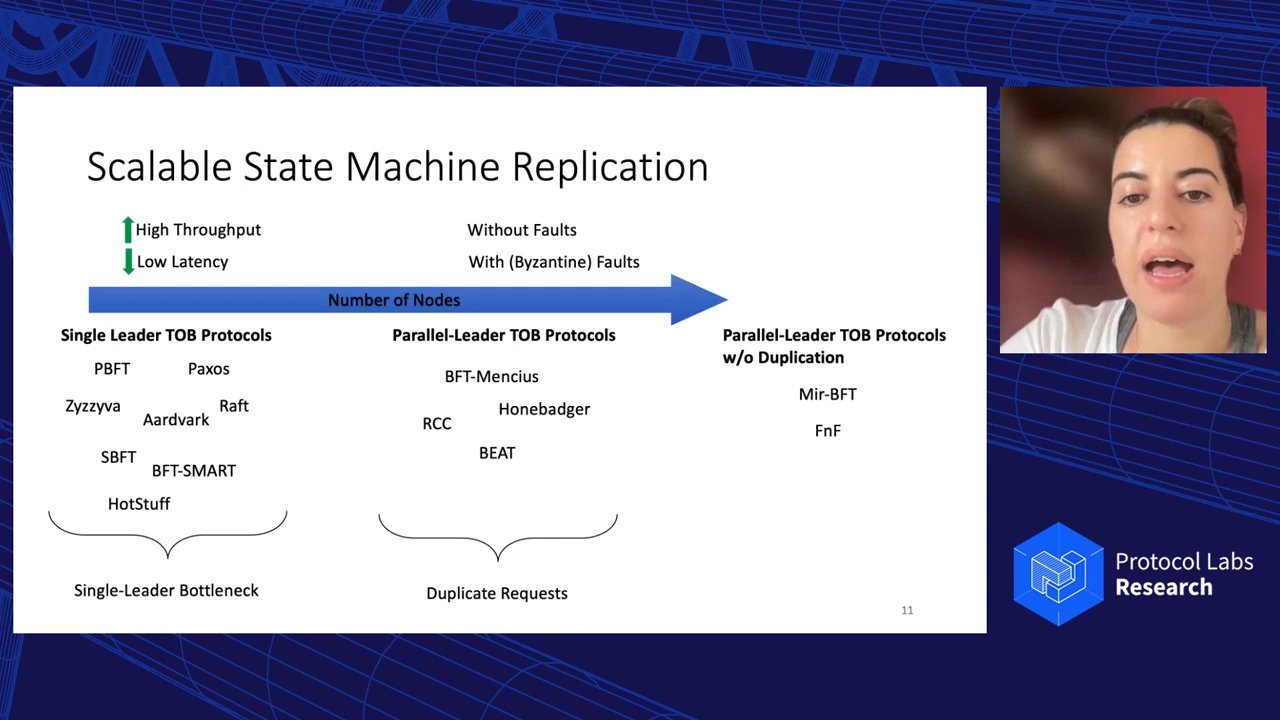 Scalable State Machine Replication
High Throughput
Low Latency
Without Faults
With (Byzantine) Faults
Number of Nodes
Single Leader TOB Protocols
PBFT
Paxos
Zyzzyva
Raft
Aardvark
SBFT
BFT-SMART
HotStuff
Single-Leader Bottleneck
Parallel-Leader TOB Protocols
BFT-Mencius
Honebadger
RCC
BEAT
Duplicate Requests
Parallel-Leader TOB Protocols
w/o Duplication
Mir-BFT
FnF
11
Protocol Labs
Research